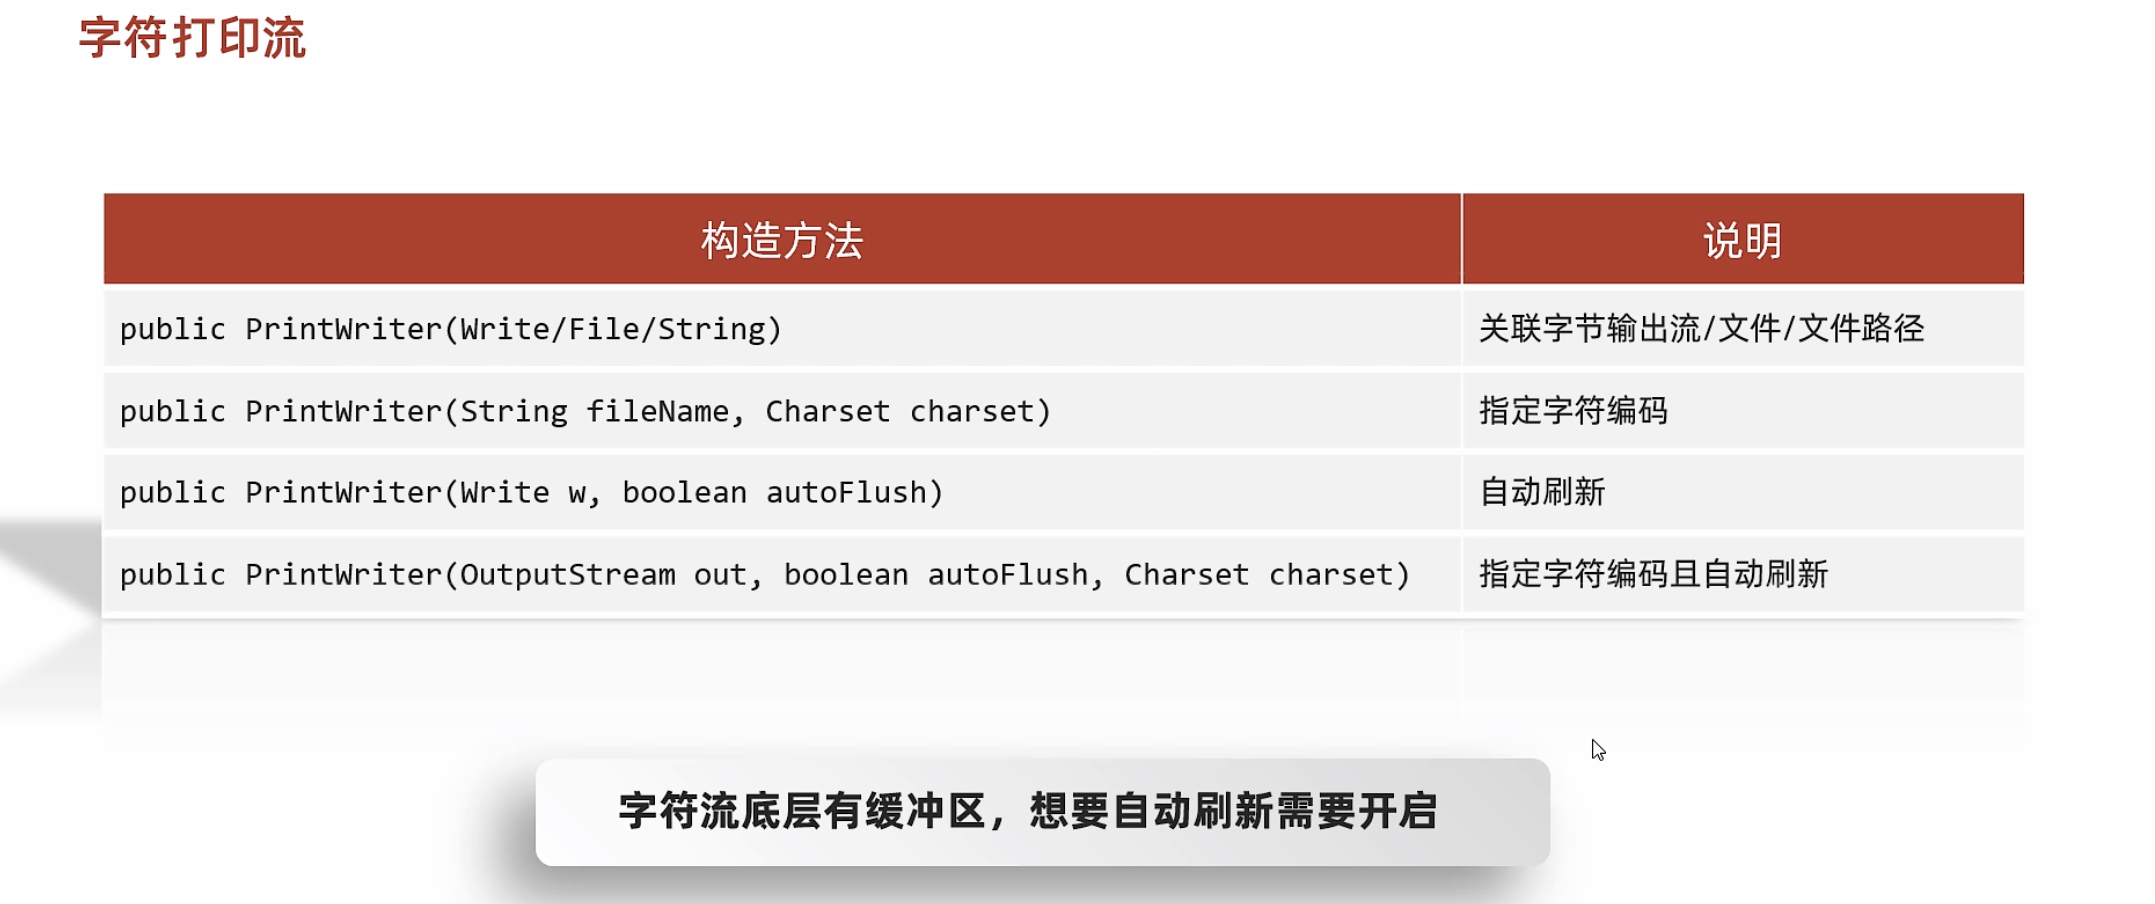 字符打印流
构造方法 说明
public PrintWriter(Write/File/String) 关联字节输出流/文件/文件路径
public PrintWriter(String fileName, Charset charset) 指定字符编码
public PrintWriter(Write w, boolean autoFlush) 自动刷新
public PrintWriter(OutputStream out, boolean autoFlush, Charset charset) 指定字符编码且自动刷新
字符流底层有缓冲区，想要自动刷新需要开启